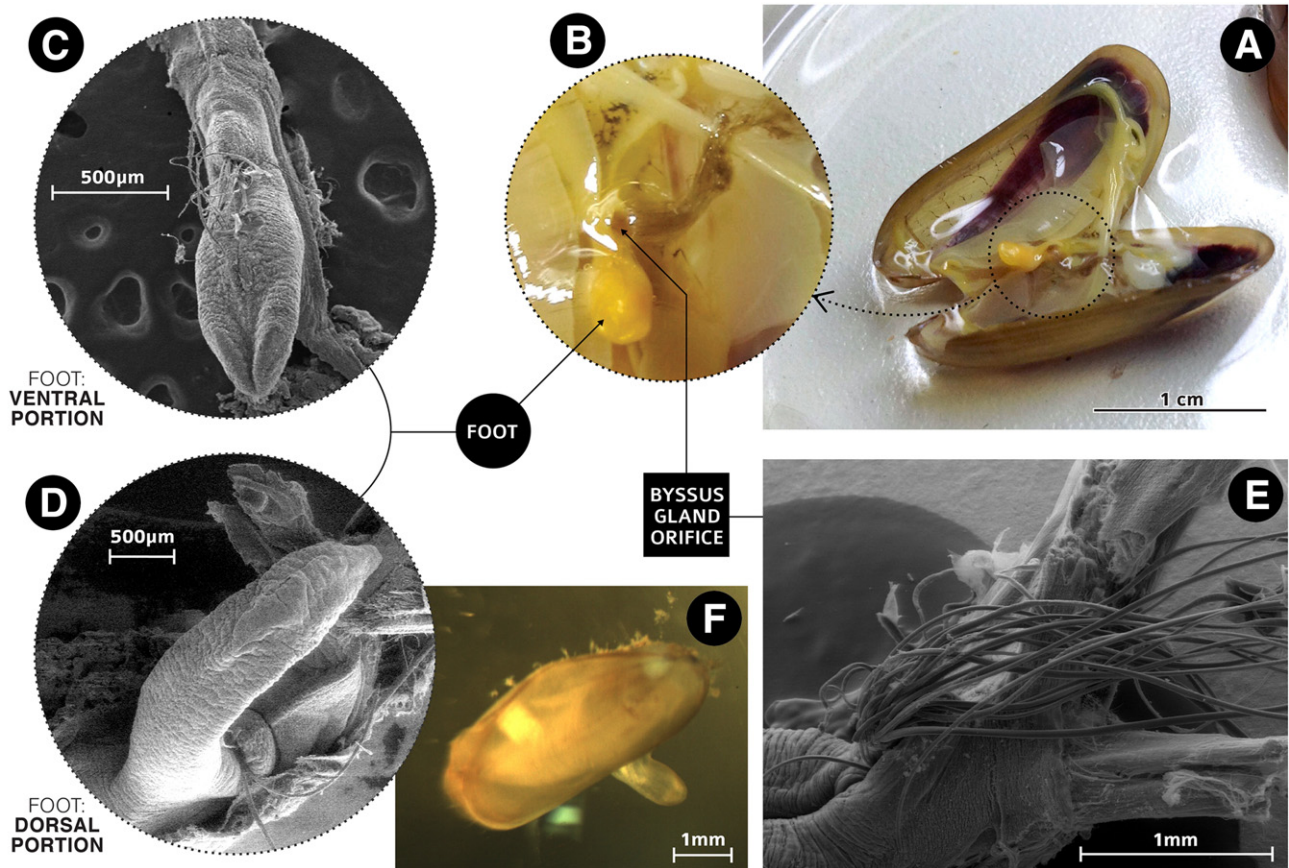 C
B
A
500µm
FOOT:
VENTRAL
PORTION
1 cm
FOOT
D
500µm
BYSSUS
GLAND
ORIFICE
E
F
FOOT:
DORSAL
PORTION
1mm
1mm